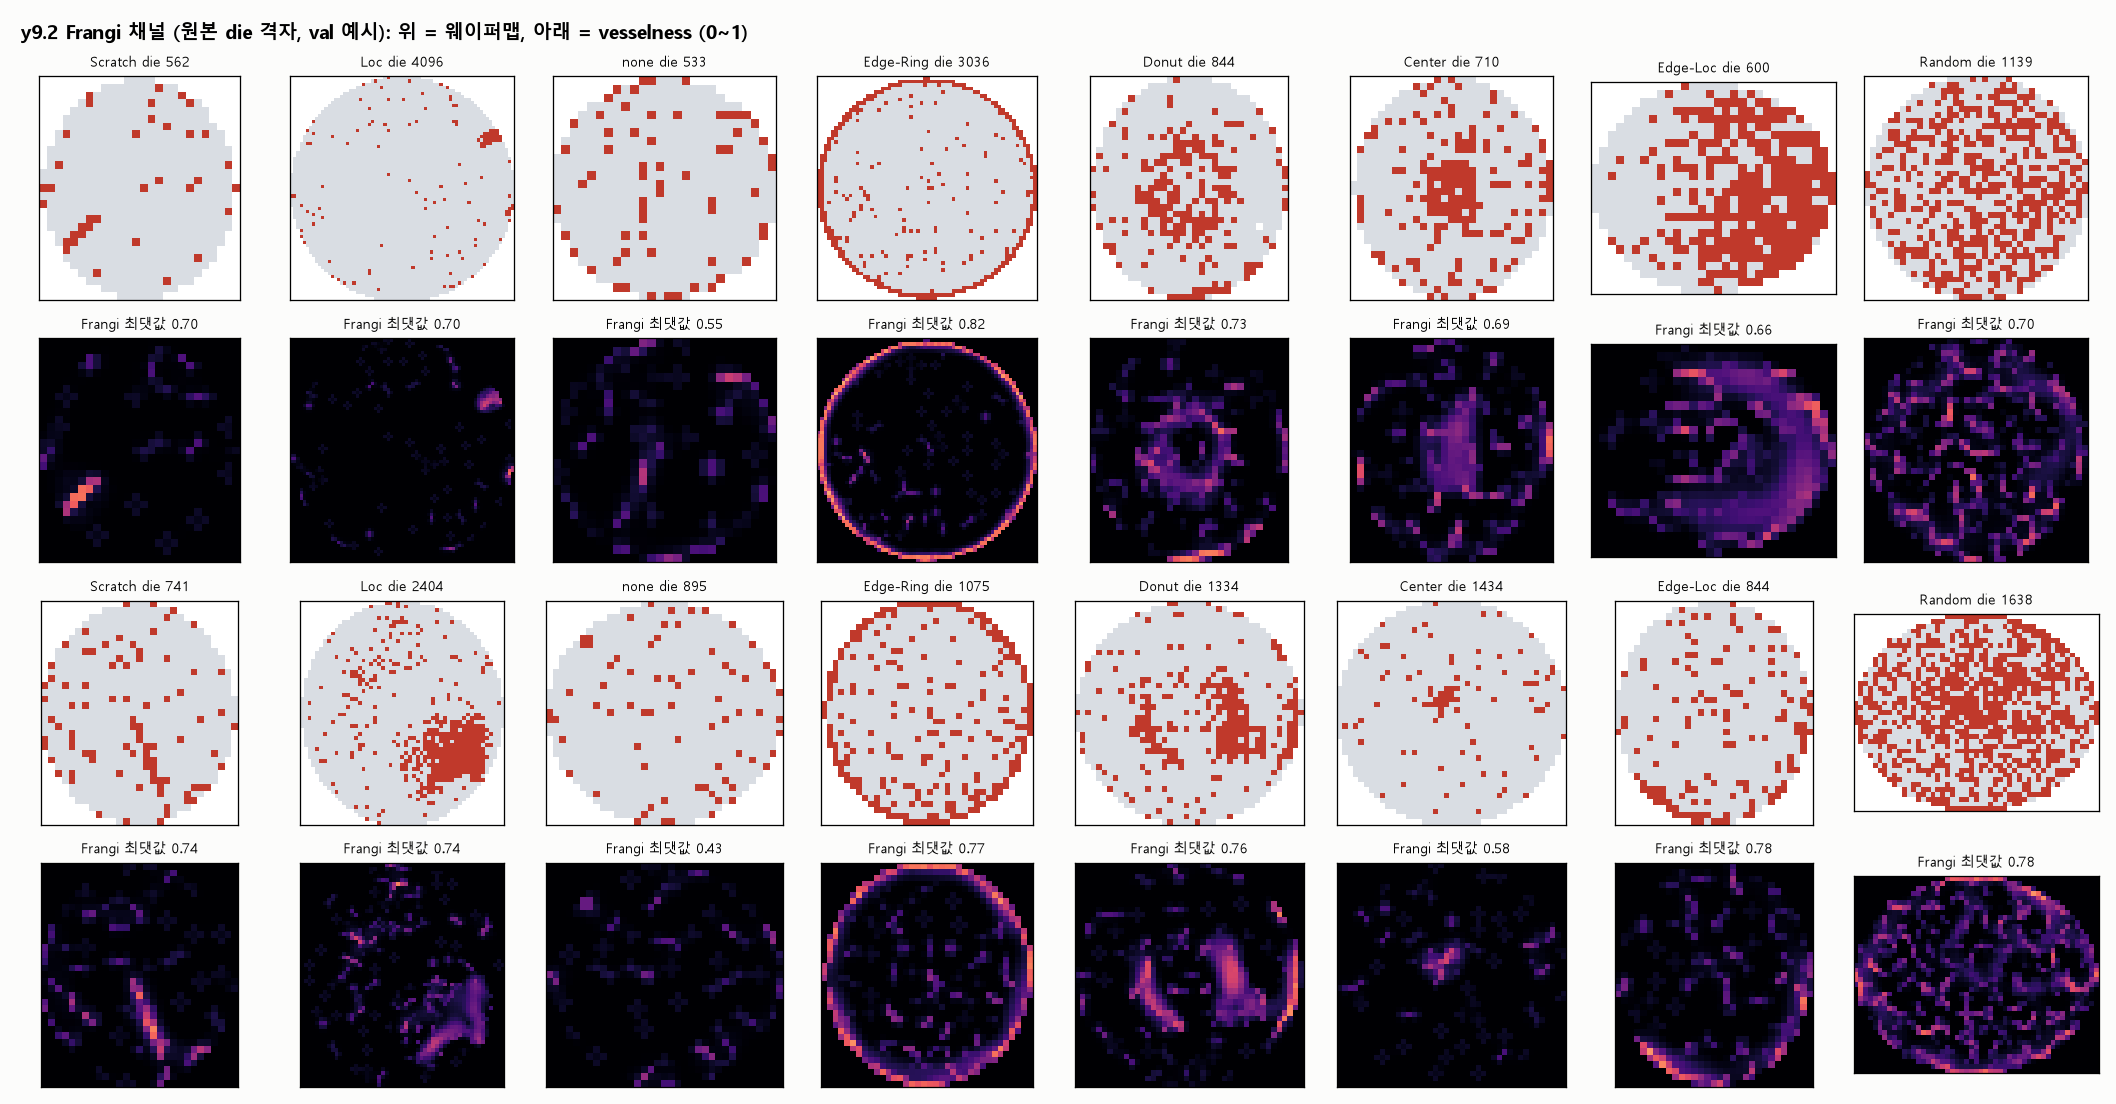 y9.2 Frangi 채널 (원본 die 격자, val 예시): 위 = 웨이퍼맵, 아래 = vesselness (0~1)
Scratch die 562
Loc die 4096
none die 533
Edge-Ring die 3036
Donut die 844
Center die 710
Edge-Loc die 600
Random die 1139
Frangi 최댓값 0.70
Frangi 최댓값 0.70
Frangi 최댓값 0.55
Frangi 최댓값 0.82
Frangi 최댓값 0.73
Frangi 최댓값 0.69
Frangi 최댓값 0.66
Frangi 최댓값 0.70
Scratch die 741
Loc die 2404
none die 895
Edge-Ring die 1075
Donut die 1334
Center die 1434
Edge-Loc die 844
Random die 1638
Frangi 최댓값 0.74
Frangi 최댓값 0.74
Frangi 최댓값 0.43
Frangi 최댓값 0.77
Frangi 최댓값 0.76
Frangi 최댓값 0.58
Frangi 최댓값 0.78
Frangi 최댓값 0.78